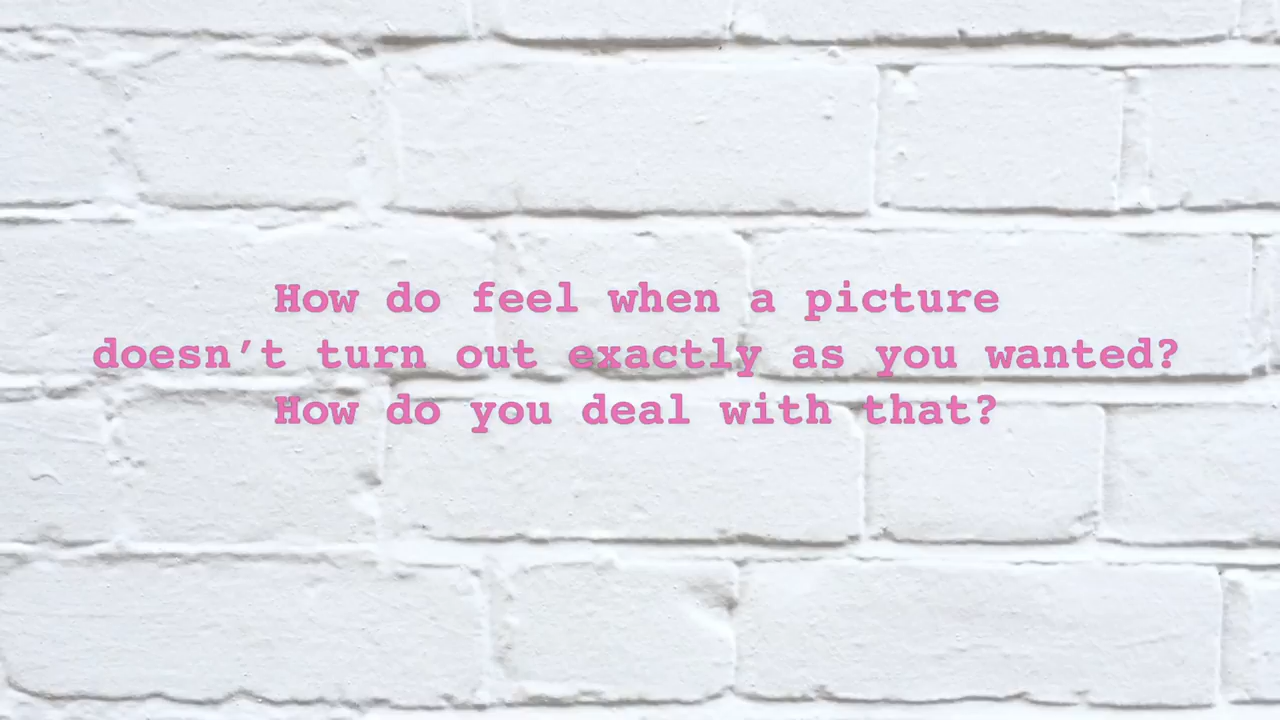 How do feel when a picture
doesn’t turn out exactly as you wanted?
How do you deal with that?